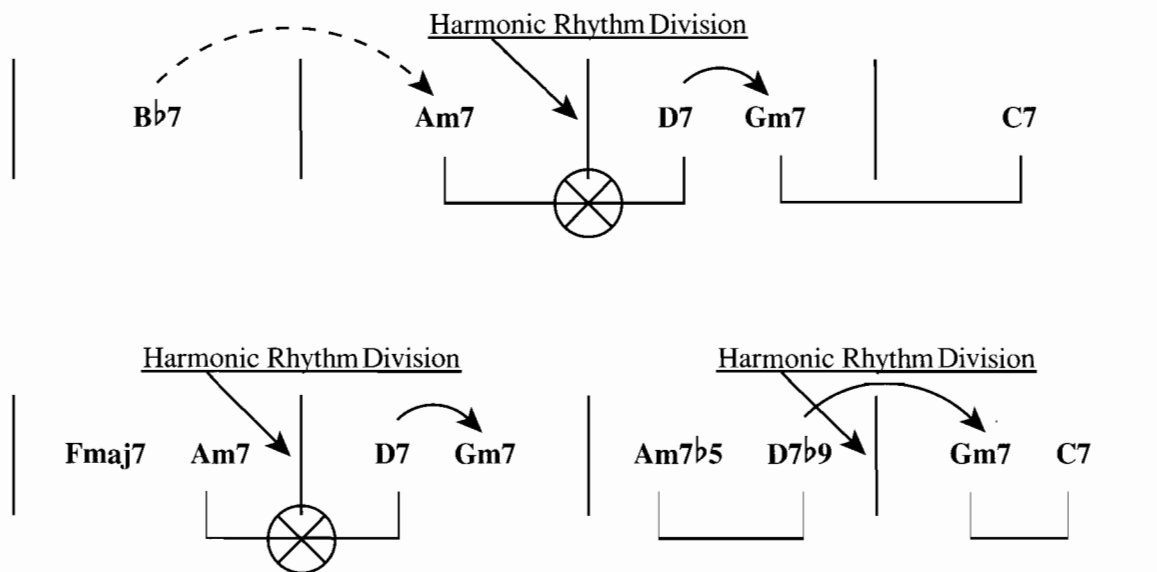 Harmonic Rhythm Division
B♭7 Am7 D7 Gm7 C7
Harmonic Rhythm Division Harmonic Rhythm Division
Fmaj7 Am7 D7 Gm7 Am7♭5 D7♭9 Gm7 C7